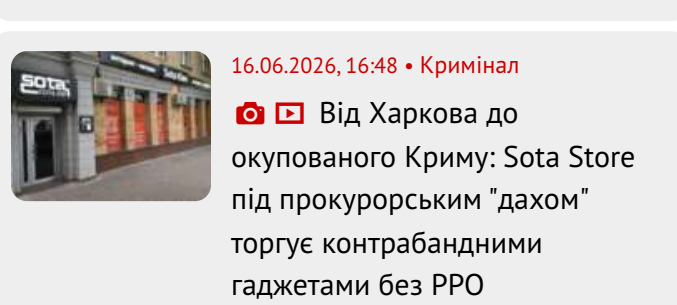 sota
16.06.2026, 16:48 • Кримінал
Від Харкова до
окупованого Криму: Sota Store
під прокурорським "дахом"
торгує контрабандними
гаджетами без РРО